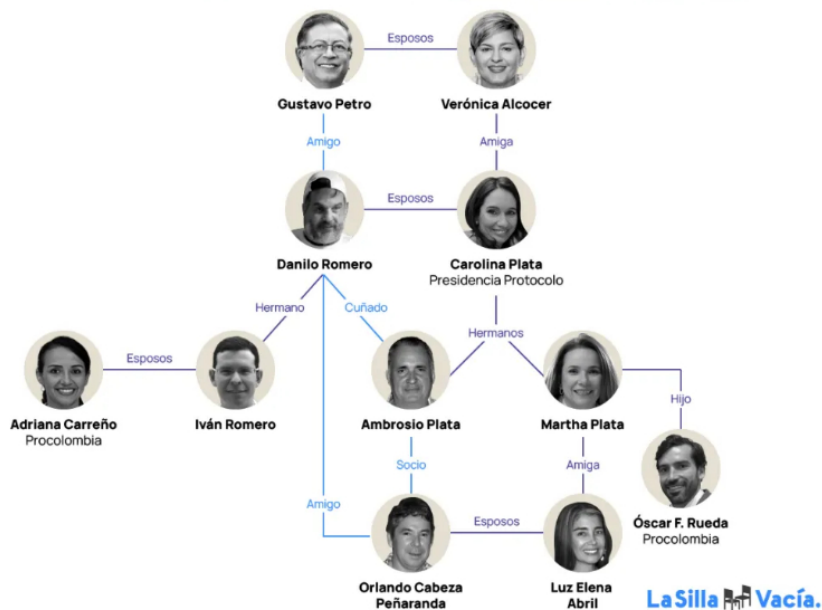 Esposos
Gustavo Petro
Verónica Alcocer
Amigo
Amiga
Esposos
Danilo Romero
Carolina Plata
Presidencia Protocolo
Hermano
Cuñado
Hermanos
Esposos
Adriana Carreño
Procolombia
Iván Romero
Ambrosio Plata
Martha Plata
Hijo
Socio
Amiga
Amigo
Esposos
Óscar F. Rueda
Procolombia
Orlando Cabeza
Peñaranda
Luz Elena
Abril
La Silla Vacía.